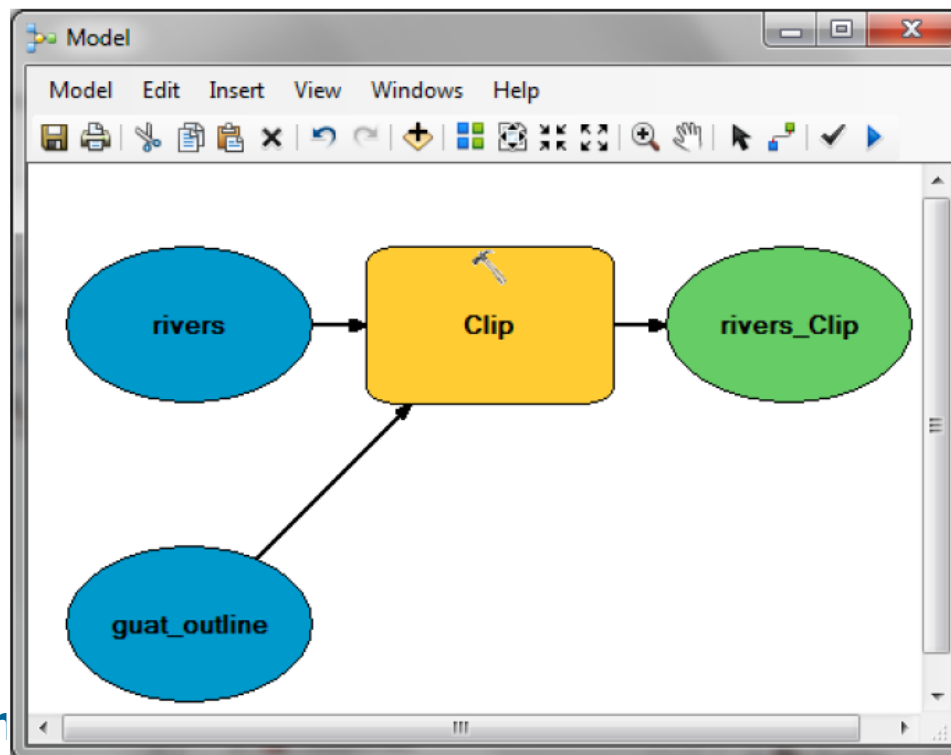 Model
Model Edit Insert View Windows Help
rivers
Clip
rivers_Clip
guat_outline